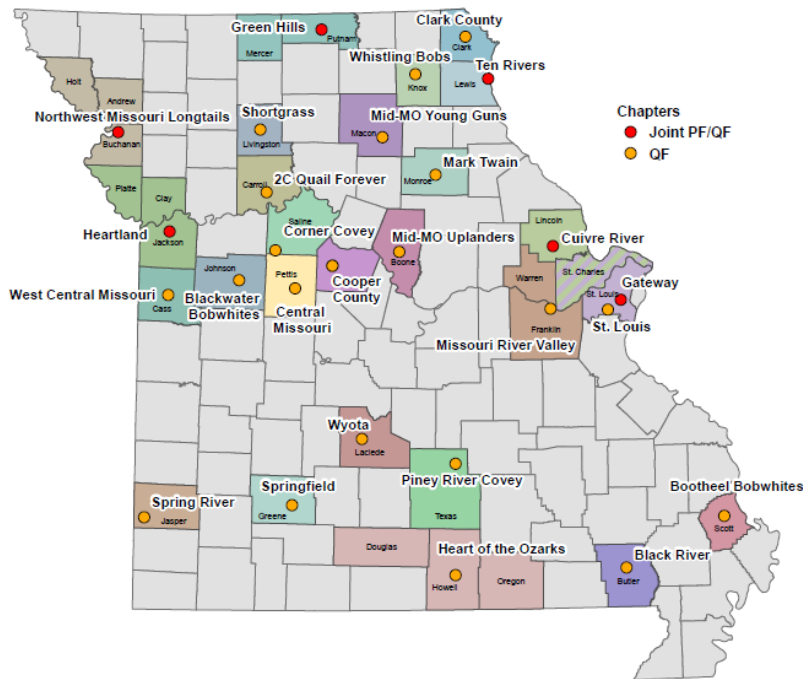 Green Hills
Putnam
Mercer
Clark County
Clark
Whistling Bobs
Knox
Ten Rivers
Lewis
Holt
Andrew
Northwest Missouri Longtails
Buchanan
Shortgrass
Livingston
Mid-MO Young Guns
Macon
Chapters
Joint PF/QF
QF
Mark Twain
Monroe
Platte
Clay
Carroll
2C Quail Forever
Saline
Lincoln
Heartland
Jackson
Corner Covey
Mid-MO Uplanders
Boone
Cuivre River
Johnson
Pettis
Cooper
County
Warren
St. Charles
Gateway
St. Louis
West Central Missouri
Cass
Blackwater
Bobwhites
Central
Missouri
Franklin
St. Louis
Missouri River Valley
Wyota
Laclede
Springfield
Greene
Piney River Covey
Texas
Spring River
Jasper
Bootheel Bobwhites
Scott
Douglas
Heart of the Ozarks
Howell
Oregon
Black River
Butler